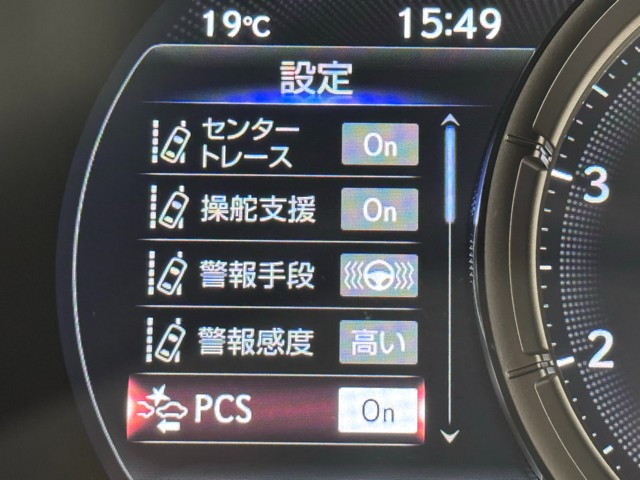 19℃
15:49
設定
センター
トレース
On
操舵支援
On
警報手段
警報感度
高い
PCS
On
3
2